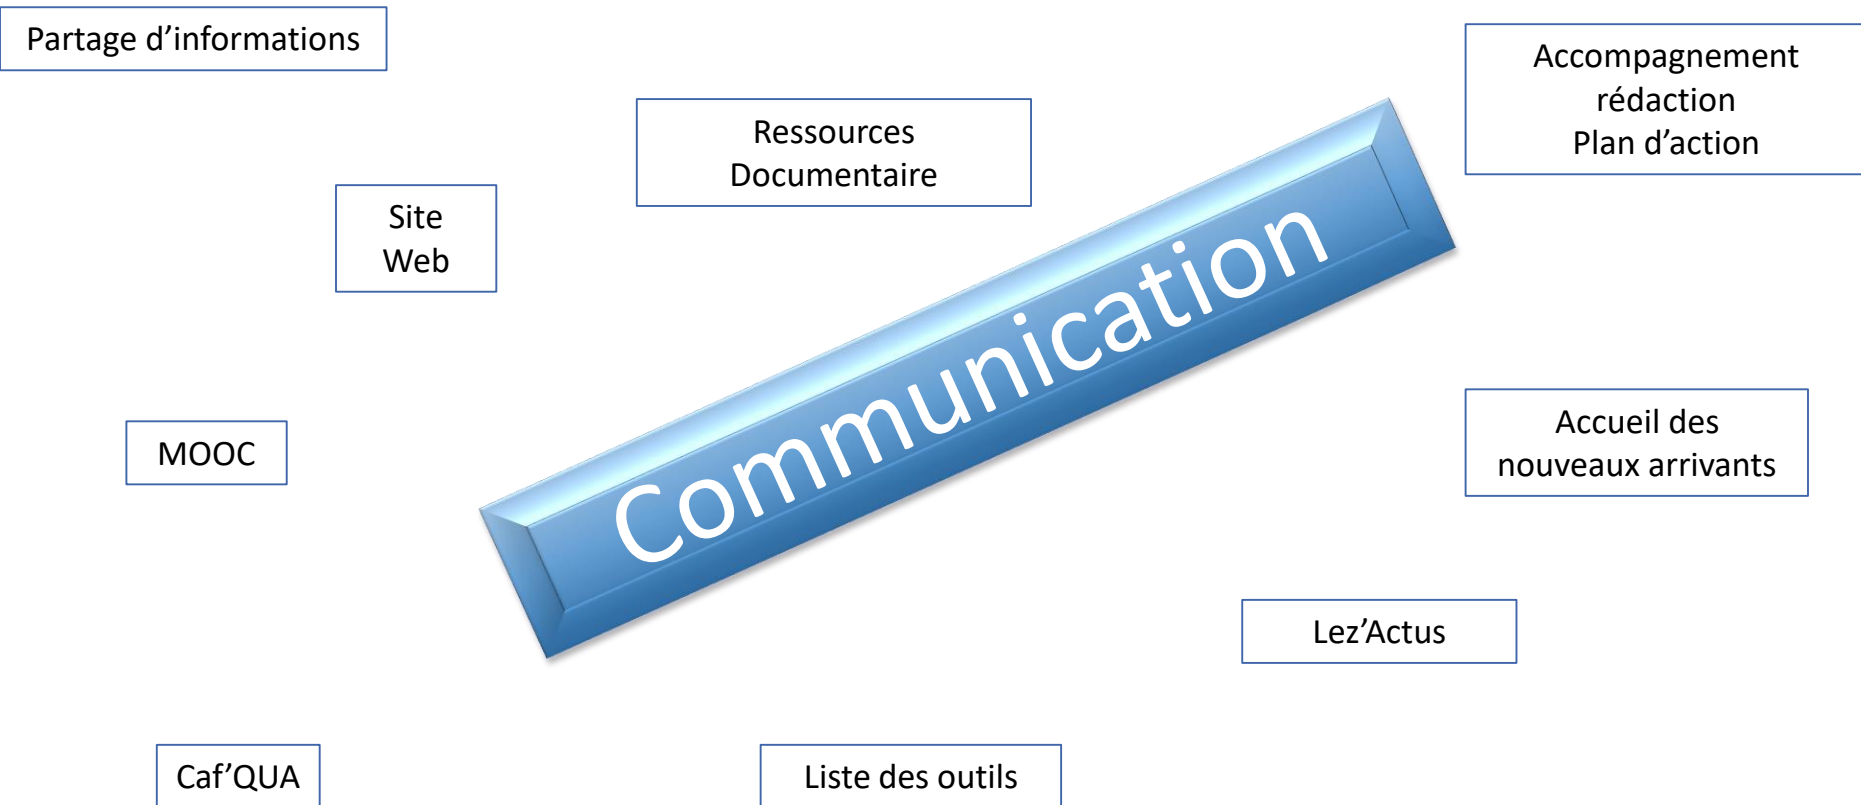 Partage d’informations
Accompagnement
rédaction
Plan d’action
Ressources
Documentaire
Site
Web
Communication
MOOC
Accueil des
nouveaux arrivants
Lez’Actus
Caf’QUA
Liste des outils